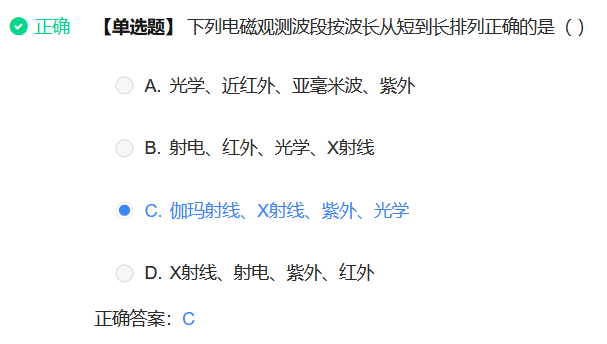 正确 【单选题】 下列电磁观测波段按波长从短到长排列正确的是（ ）
A. 光学、近红外、亚毫米波、紫外
B. 射电、红外、光学、X射线
C. 伽玛射线、X射线、紫外、光学
D. X射线、射电、紫外、红外
正确答案：C